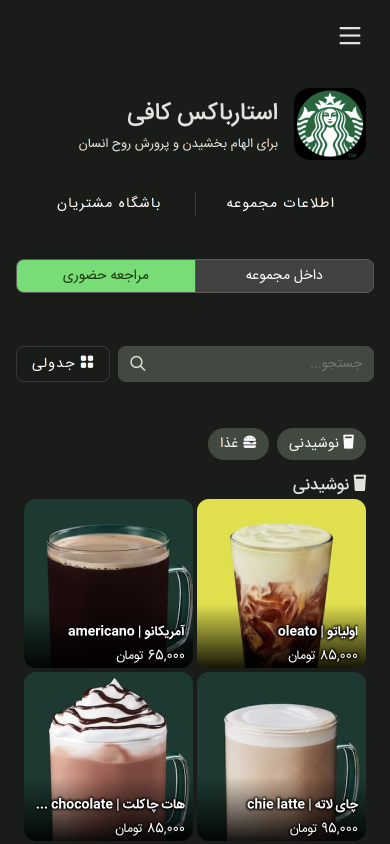 استارباکس کافی
برای الهام بخشیدن و پرورش روح انسان
اطلاعات مجموعه
باشگاه مشتریان
داخل مجموعه
مراجعه حضوری
جستجو...
جدولی
نوشیدنی
غذا
نوشیدنی
اولیاتو | oleato
۸۵,۰۰۰ تومان
آمریکانو | americano
۶۵,۰۰۰ تومان
چای لاته | chie latte
۹۵,۰۰۰ تومان
هات چاکلت | chocolate ...
۸۵,۰۰۰ تومان